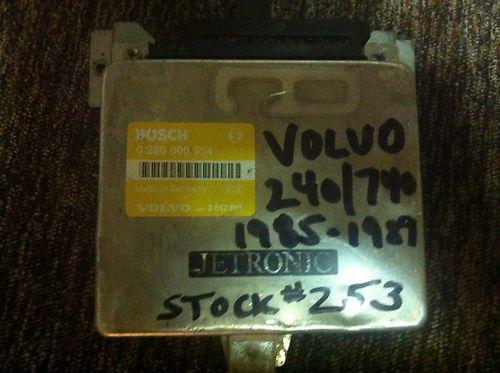 BOSCH
0 280 000 554
Made in Germany
VOLVO
VOLVO
240/740
1985-1989
JETRONIC
STOCK #253